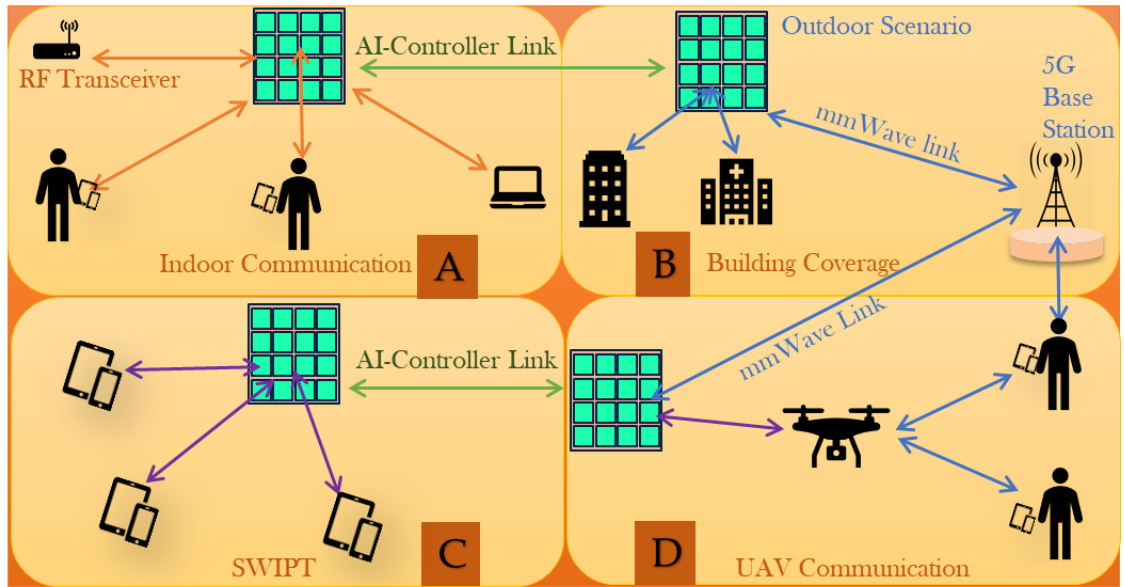 RF Transceiver
AI-Controller Link
Indoor Communication
A
Outdoor Scenario
5G
Base
Station
mmWave link
B
Building Coverage
AI-Controller Link
SWIPT
C
mmWave Link
D
UAV Communication